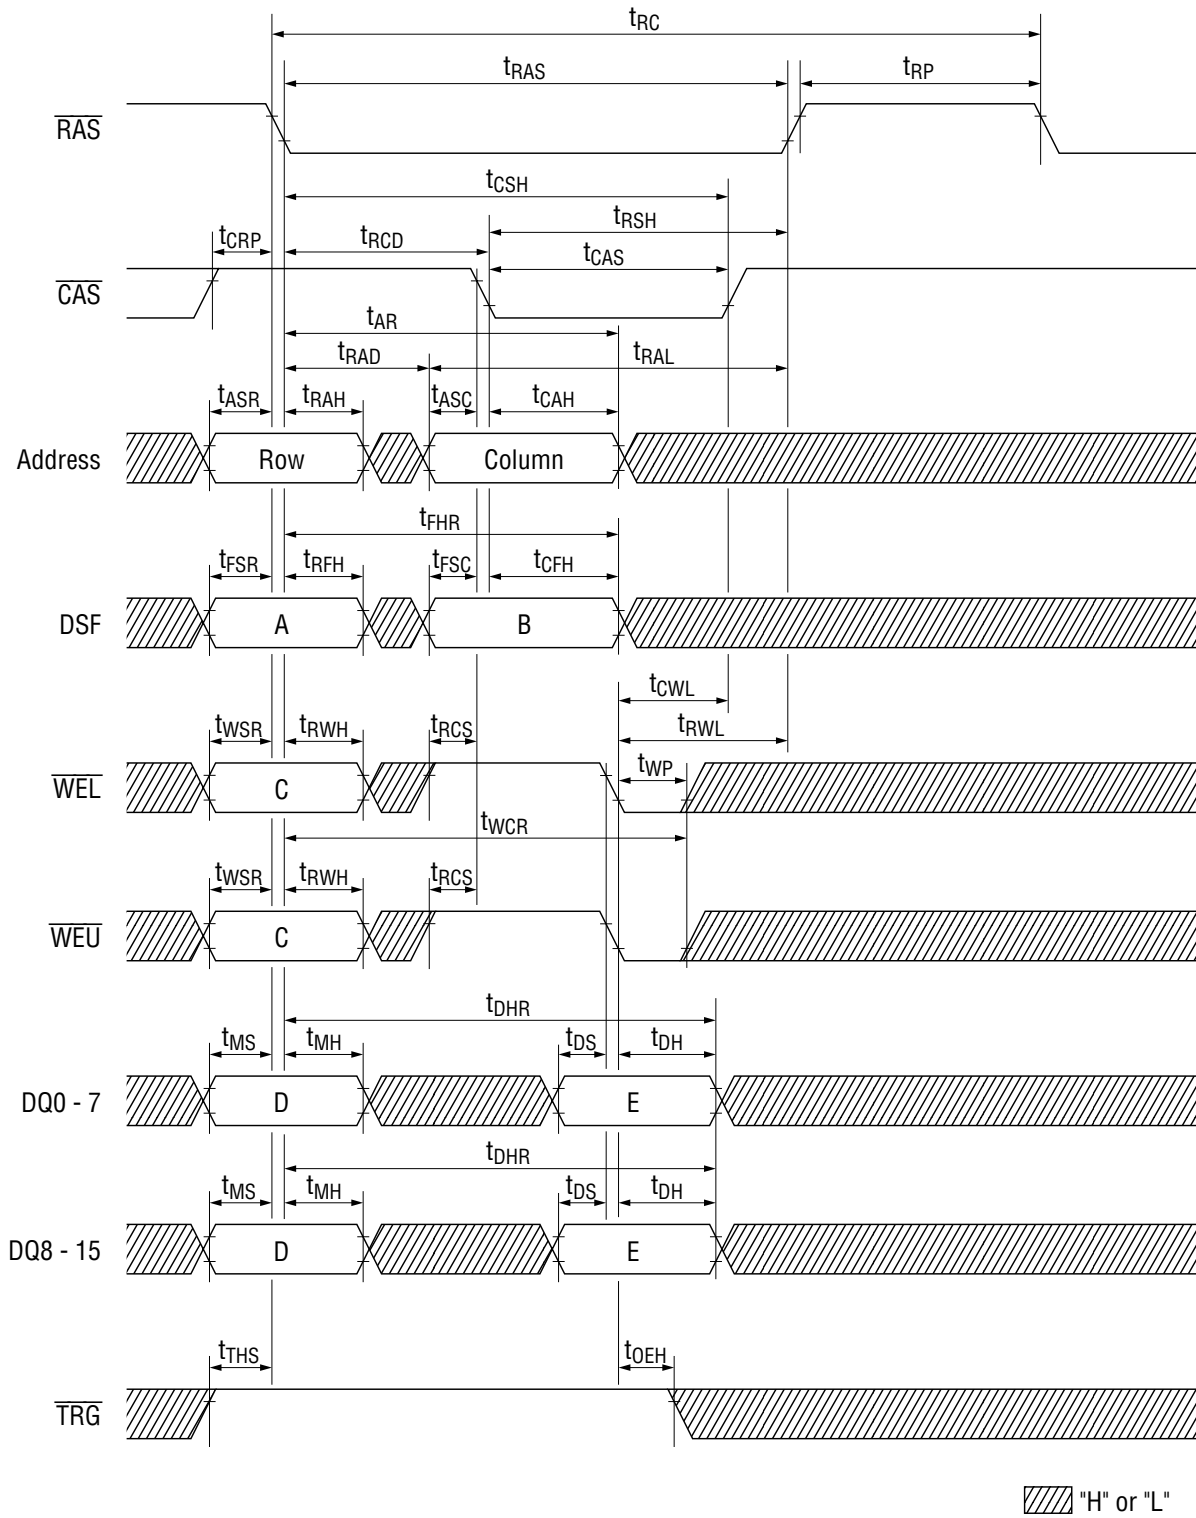 tRC
tRAS
tRP
RAS
tCSH
tRSH
tCRP
tRCD
tCAS
CAS
tAR
tRAD
tRAL
tASR
tRAH
tASC
tCAH
Address
Row
Column
tFHR
tFSR
tRFH
tFSC
tCFH
DSF
A
B
tCWL
tWSR
tRWH
tRCS
tRWL
tWP
WEL
C
tWCR
tWSR
tRWH
tRCS
WEU
C
tDHR
tMS
tMH
tDS
tDH
DQ0 - 7
D
E
tDHR
tMS
tMH
tDS
tDH
DQ8 - 15
D
E
tTHS
tOEH
TRG
"H" or "L"